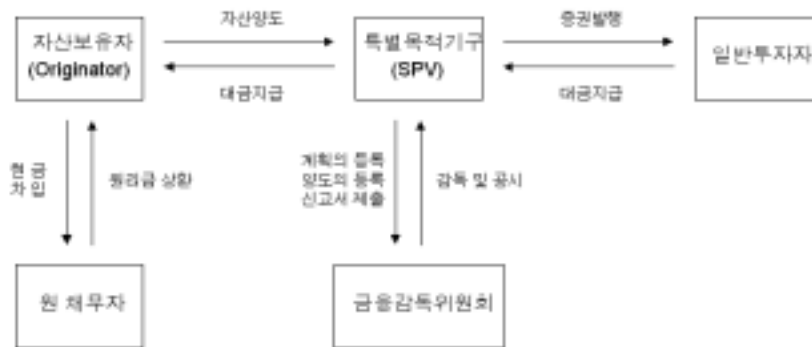 자산양도
증권발행
자산보유자
(Originator)
특별목적기구
(SPV)
일반투자자
대금지급
대금지급
현 금
차 입
원리금 상환
계획의 등록
양도의 등록
신고서 제출
감독 및 공시
원 채무자
금융감독위원회